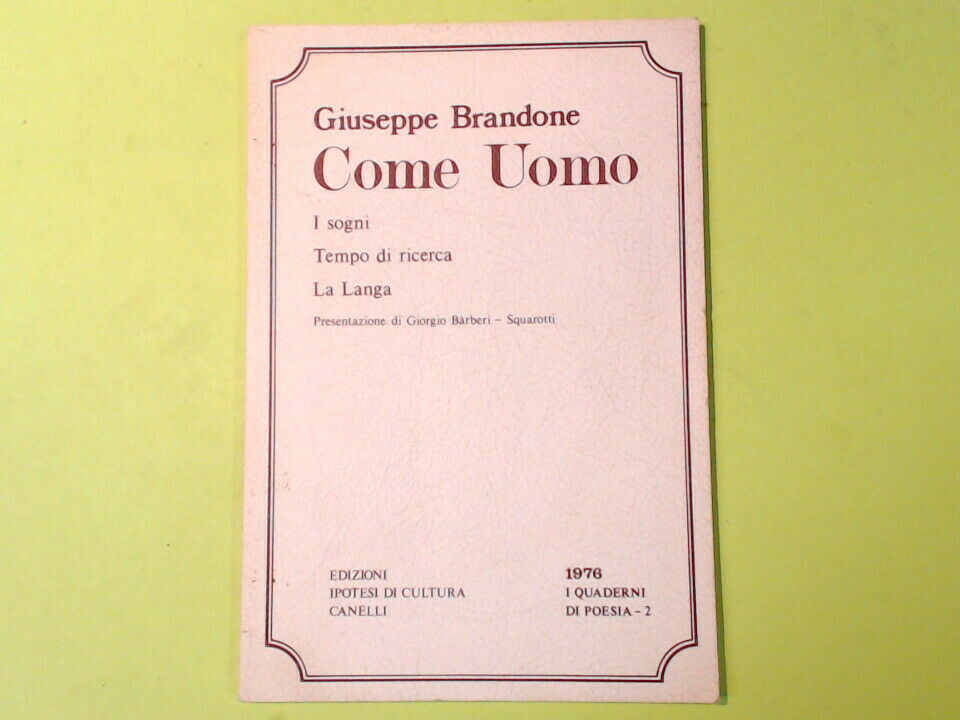 Giuseppe Brandone
Come Uomo
I sogni
Tempo di ricerca
La Langa
Presentazione di Giorgio Bàrberi – Squarotti
EDIZIONI
IPOTESI DI CULTURA
CANELLI
1976
I QUADERNI
DI POESIA – 2